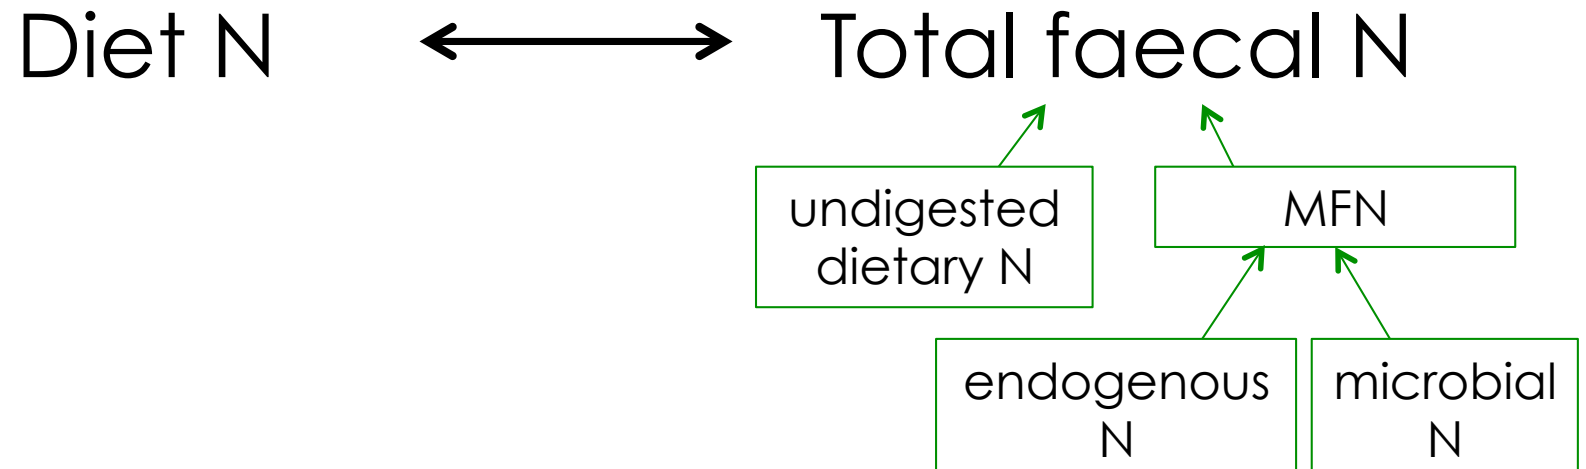 Diet N
Total faecal N
undigested
dietary N
MFN
endogenous
N
microbial
N